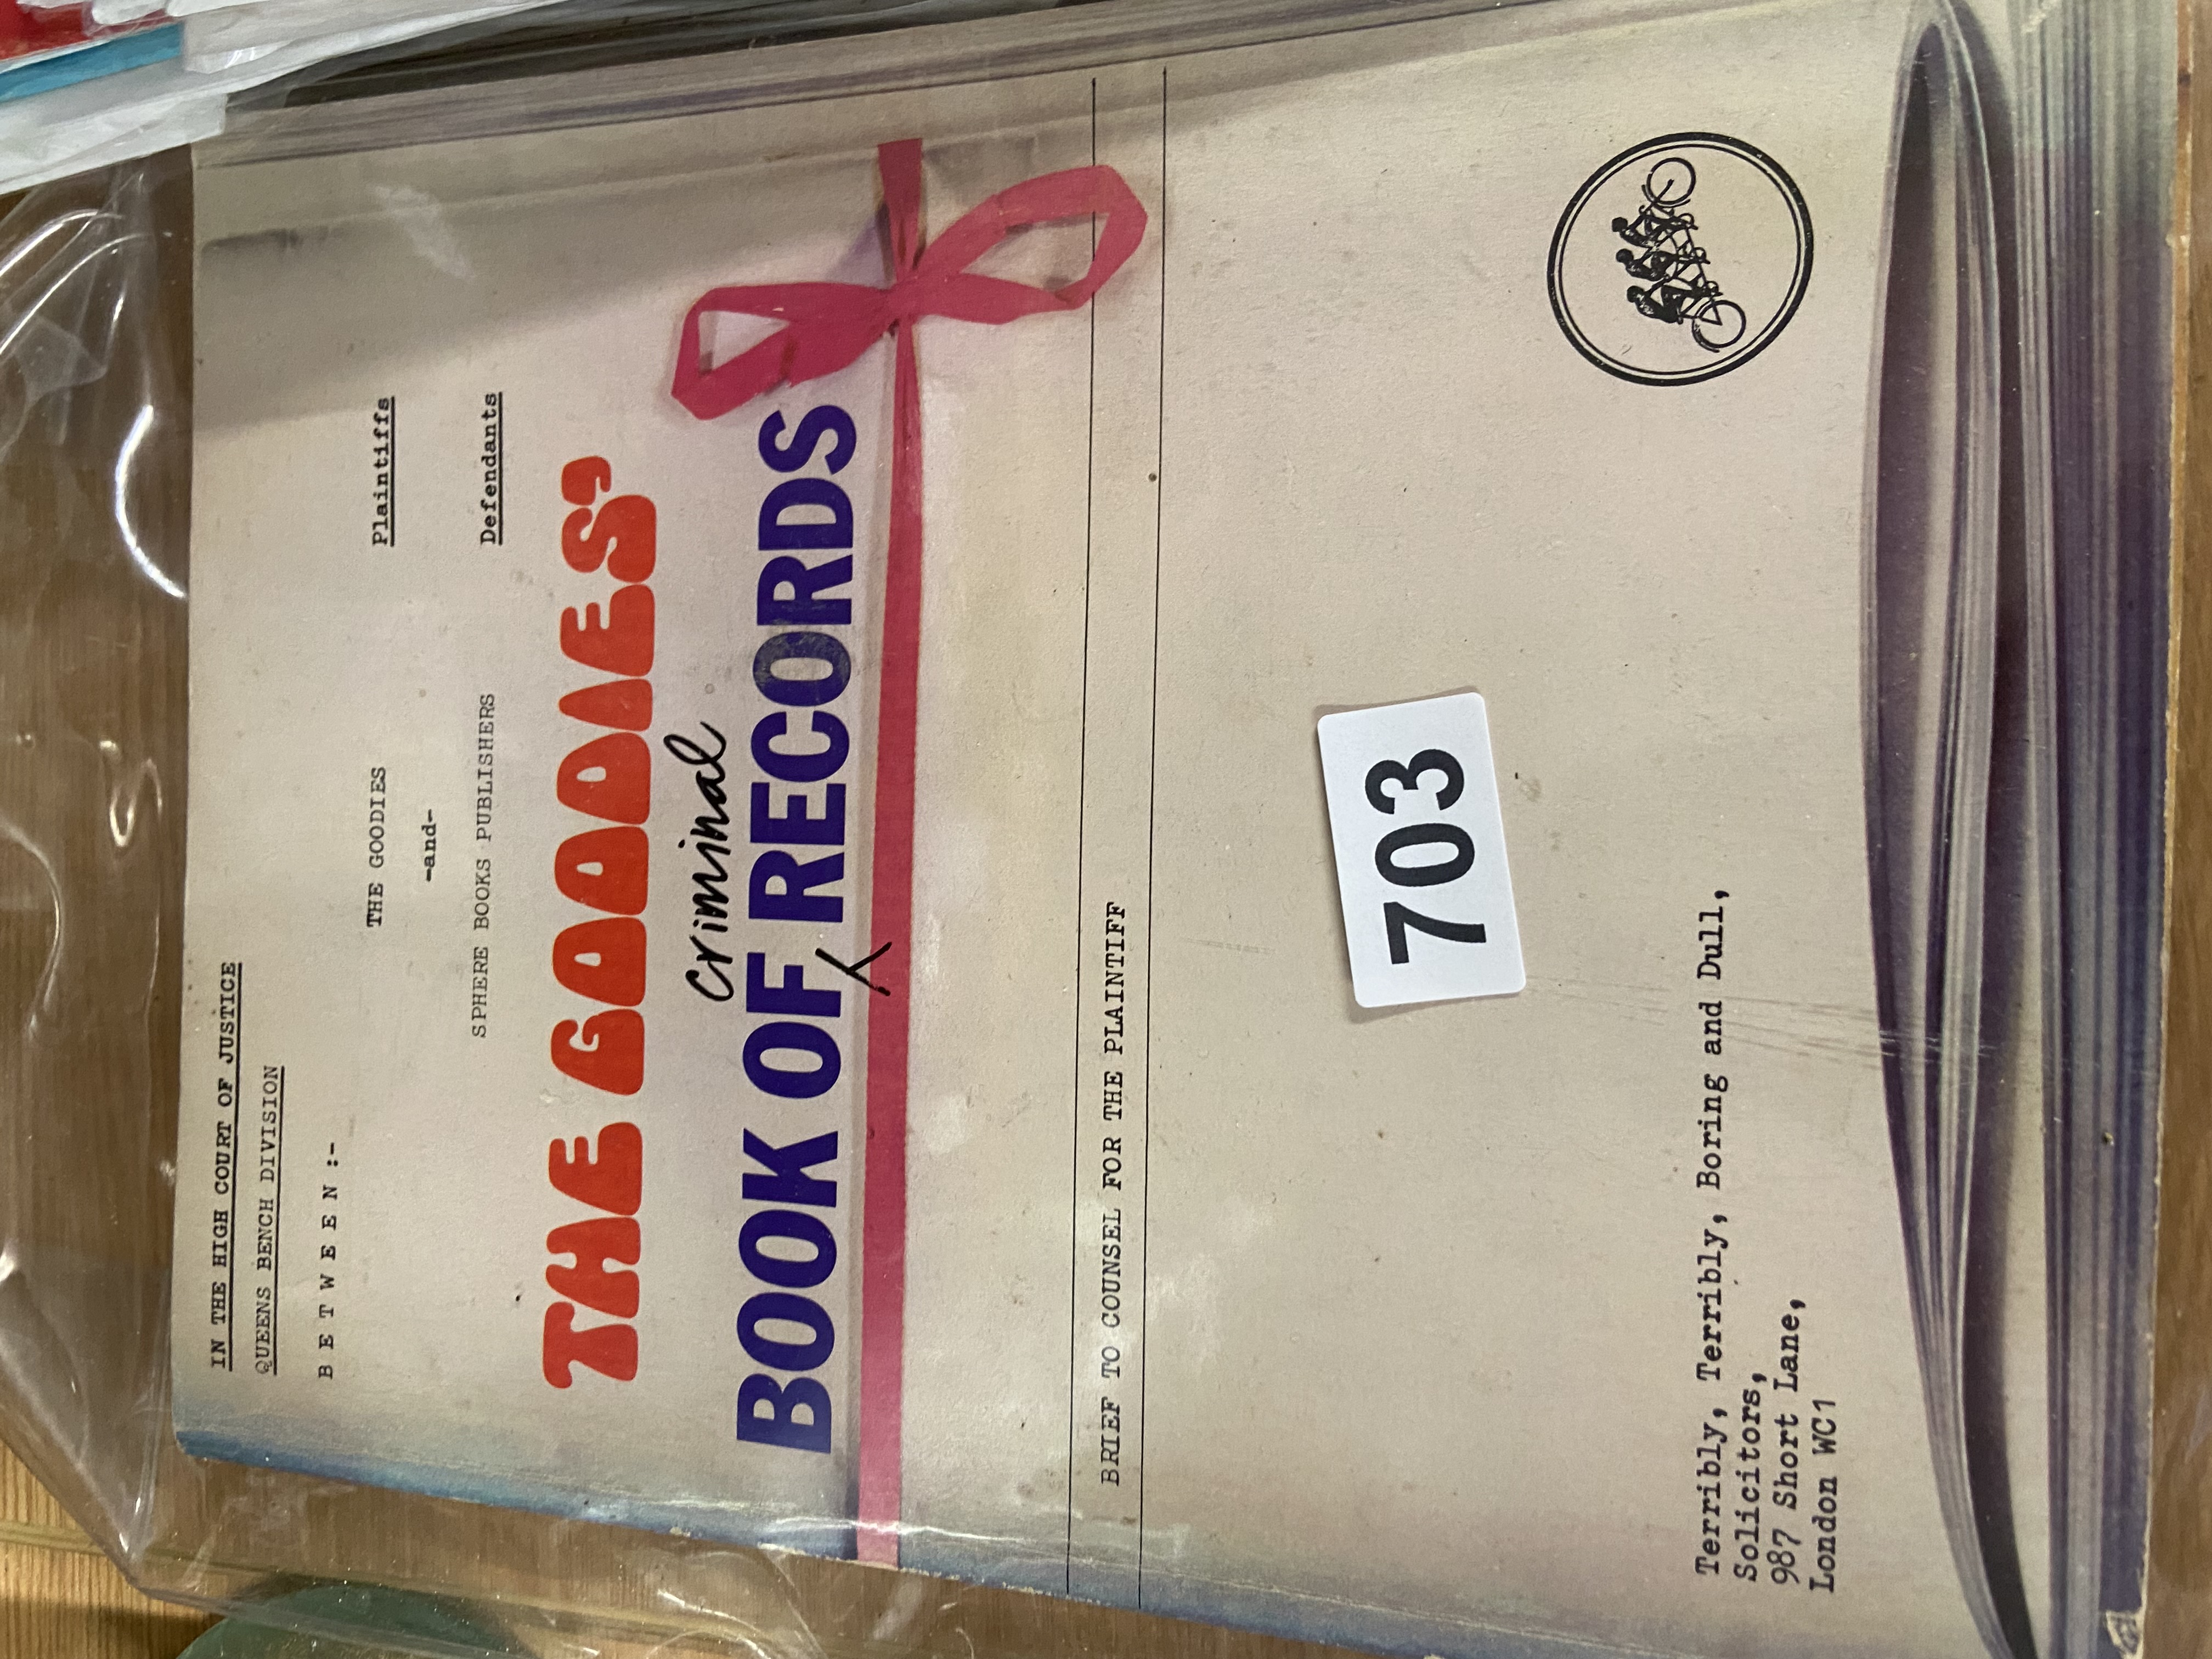 IN THE HIGH COURT OF JUSTICE
QUEENS BENCH DIVISION
B E T W E E N :-
THE GOODIES
Plaintiffs
-and-
SPHERE BOOKS PUBLISHERS
Defendants
THE GOODIES'
criminal
BOOK OF RECORDS
BRIEF TO COUNSEL FOR THE PLAINTIFF
703
Terribly, Terribly, Boring and Dull,
Solicitors,
987 Short Lane,
London WC1